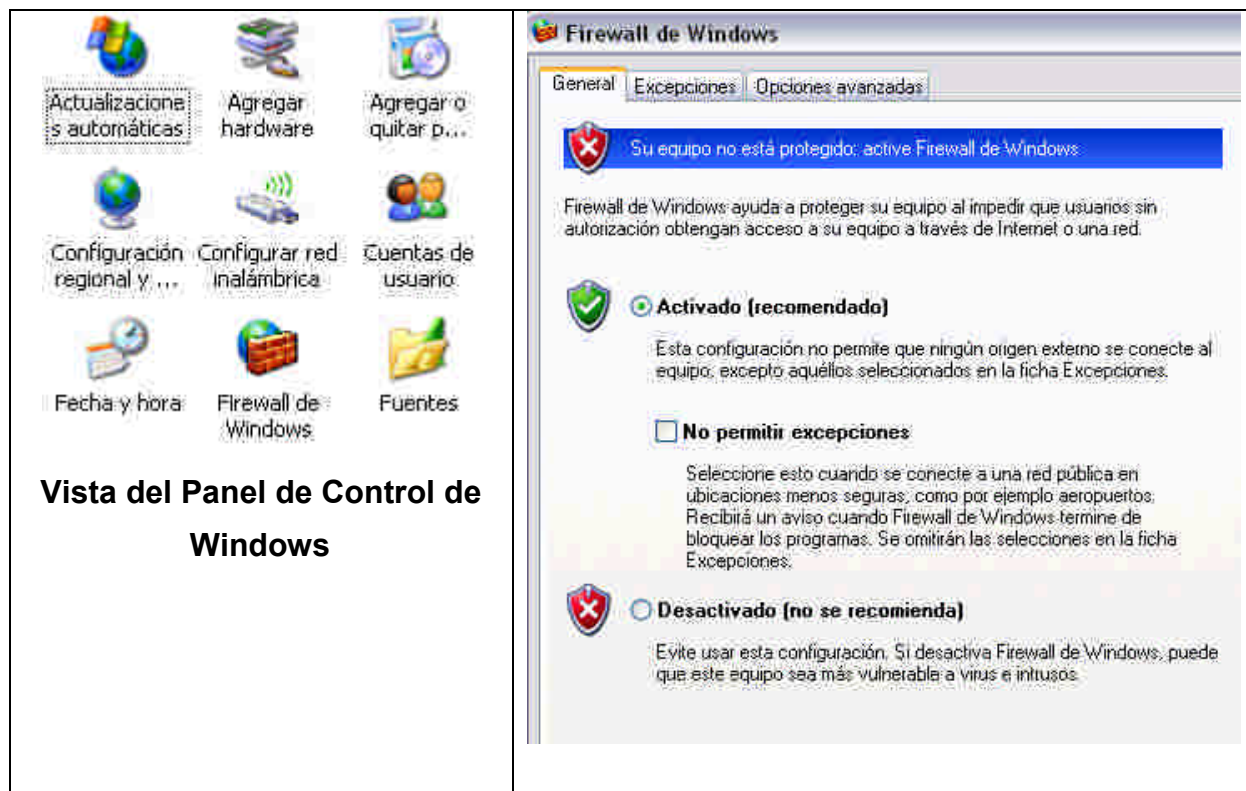 Actualizacione
s automáticas
Agregar
hardware
Agregar o
quitar p...
Configuración
regional y ...
Configurar red
inalámbrica
Cuentas de
usuario
Fecha y hora
Firewall de
Windows
Fuentes
Vista del Panel de Control de
Windows
Firewall de Windows
General
Excepciones
Opciones avanzadas
Su equipo no está protegido: active Firewall de Windows
Firewall de Windows ayuda a proteger su equipo al impedir que usuarios sin
autorización obtengan acceso a su equipo a través de Internet o una red.
Activado (recomendado)
Esta configuración no permite que ningún origen externo se conecte al
equipo, excepto aquéllos seleccionados en la ficha Excepciones.
No permitir excepciones
Seleccione esto cuando se conecte a una red pública en
ubicaciones menos seguras, como por ejemplo aeropuertos.
Recibirá un aviso cuando Firewall de Windows termine de
bloquear los programas. Se omitirán las selecciones en la ficha
Excepciones.
Desactivado (no se recomienda)
Evite usar esta configuración. Si desactiva Firewall de Windows, puede
que este equipo sea más vulnerable a virus e intrusos.